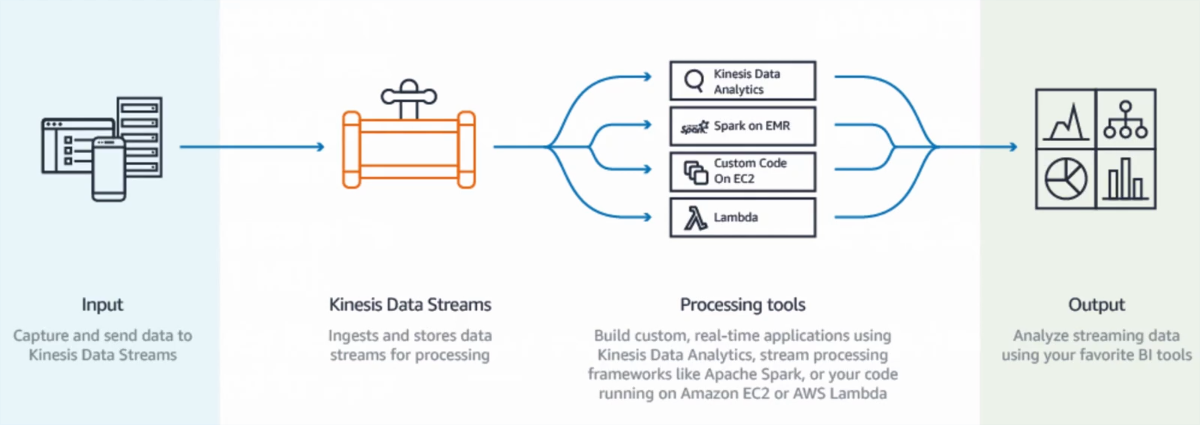 Kinesis Data
Analytics
Spark
Spark on EMR
Custom Code
On EC2
Lambda
Input
Capture and send data to
Kinesis Data Streams
Kinesis Data Streams
Ingests and stores data
streams for processing
Processing tools
Build custom, real-time applications using
Kinesis Data Analytics, stream processing
frameworks like Apache Spark, or your code
running on Amazon EC2 or AWS Lambda
Output
Analyze streaming data
using your favorite BI tools